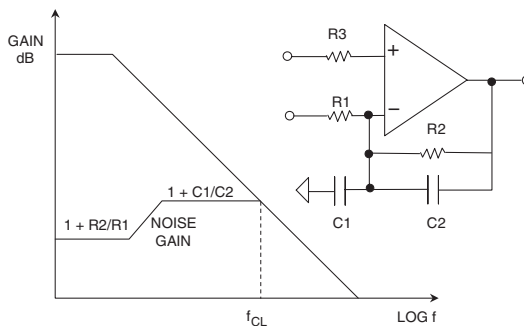 GAIN
dB
R3
+
R1
−
R2
C1
C2
1 + C1/C2
1 + R2/R1
NOISE
GAIN
fCL
LOG f